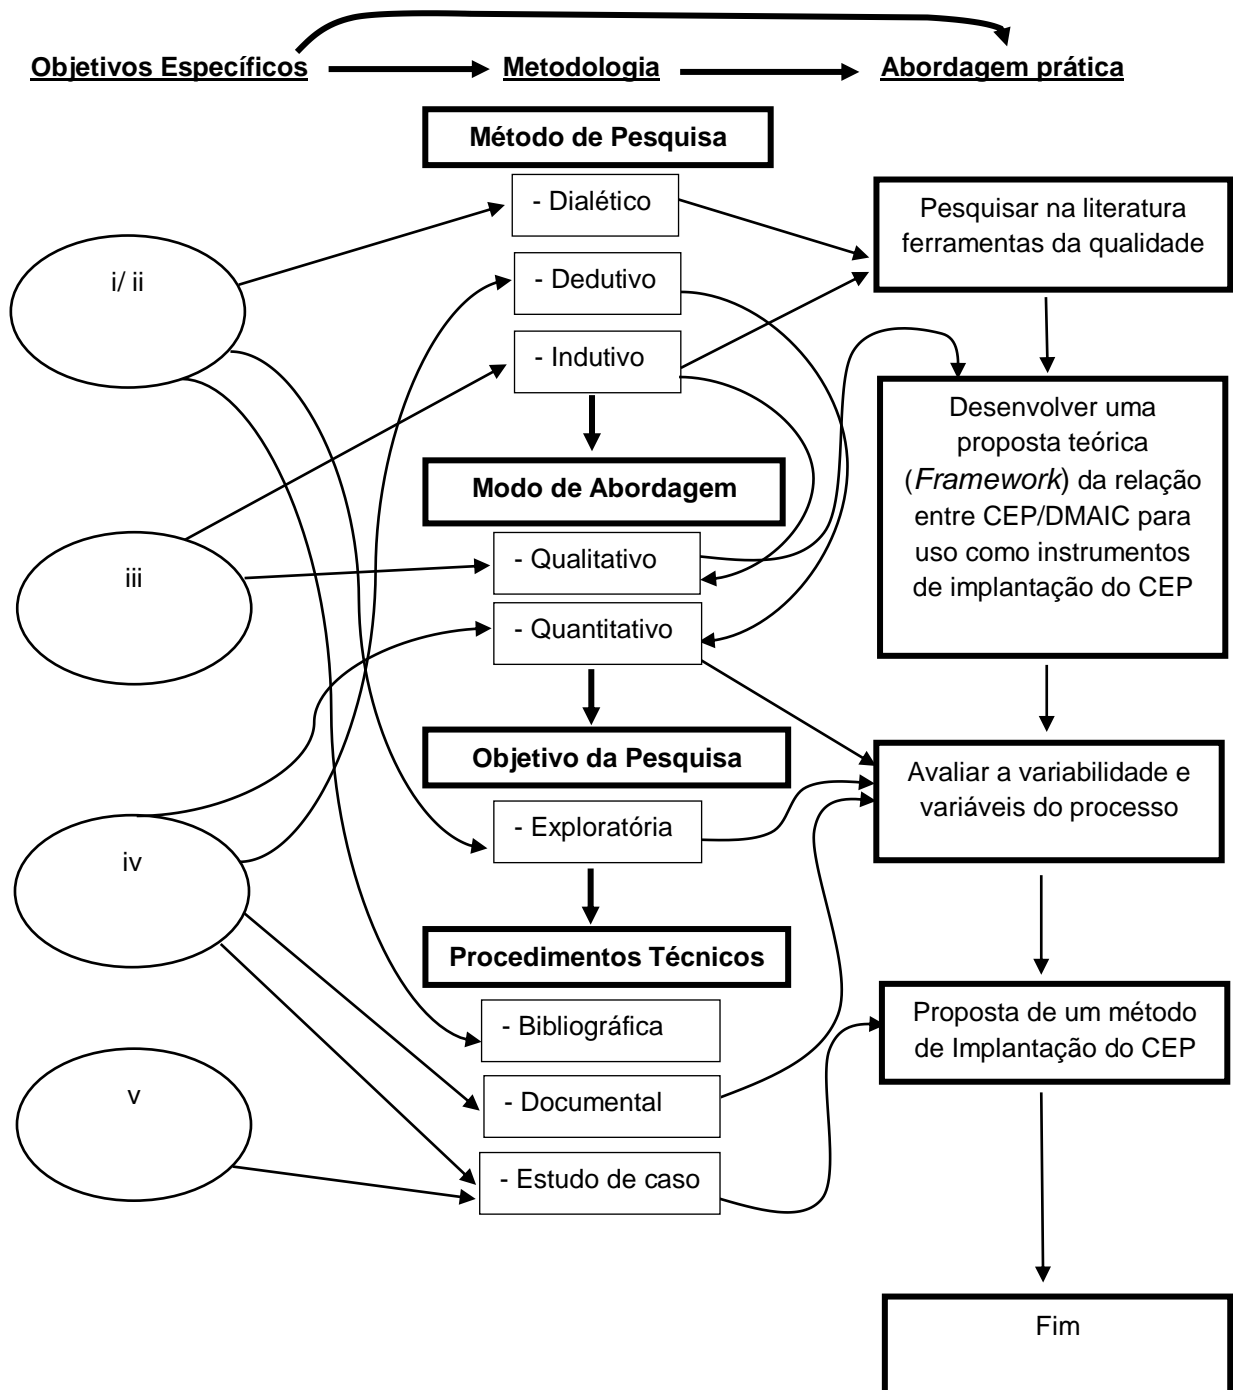 Objetivos Específicos
Metodologia
Abordagem prática
Método de Pesquisa
- Dialético
- Dedutivo
- Indutivo
Modo de Abordagem
- Qualitativo
- Quantitativo
Objetivo da Pesquisa
- Exploratória
Procedimentos Técnicos
- Bibliográfica
- Documental
- Estudo de caso
i/ ii
iii
iv
v
Pesquisar na literatura
ferramentas da qualidade
Desenvolver uma
proposta teórica
(Framework) da relação
entre CEP/DMAIC para
uso como instrumentos
de implantação do CEP
Avaliar a variabilidade e
variáveis do processo
Proposta de um método
de Implantação do CEP
Fim